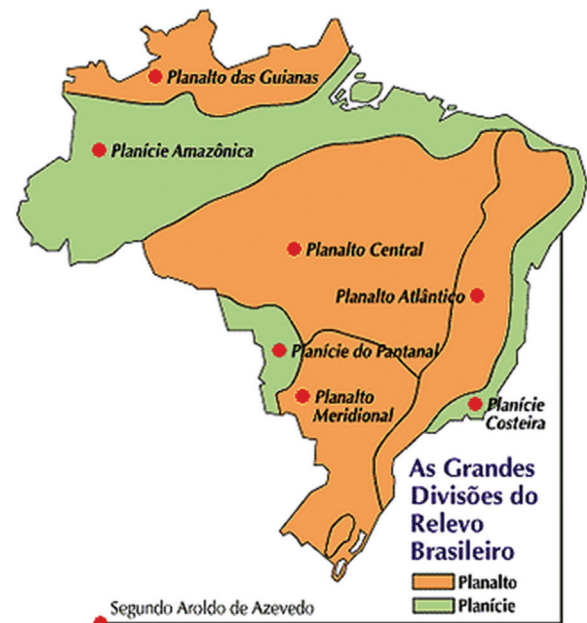 Planalto das Guianas
Planície Amazônica
Planalto Central
Planalto Atlântico
Planície do Pantanal
Planalto
Meridional
Planície
Costeira
As Grandes
Divisões do
Relevo
Brasileiro
Planalto
Planície
Segundo Aroldo de Azevedo